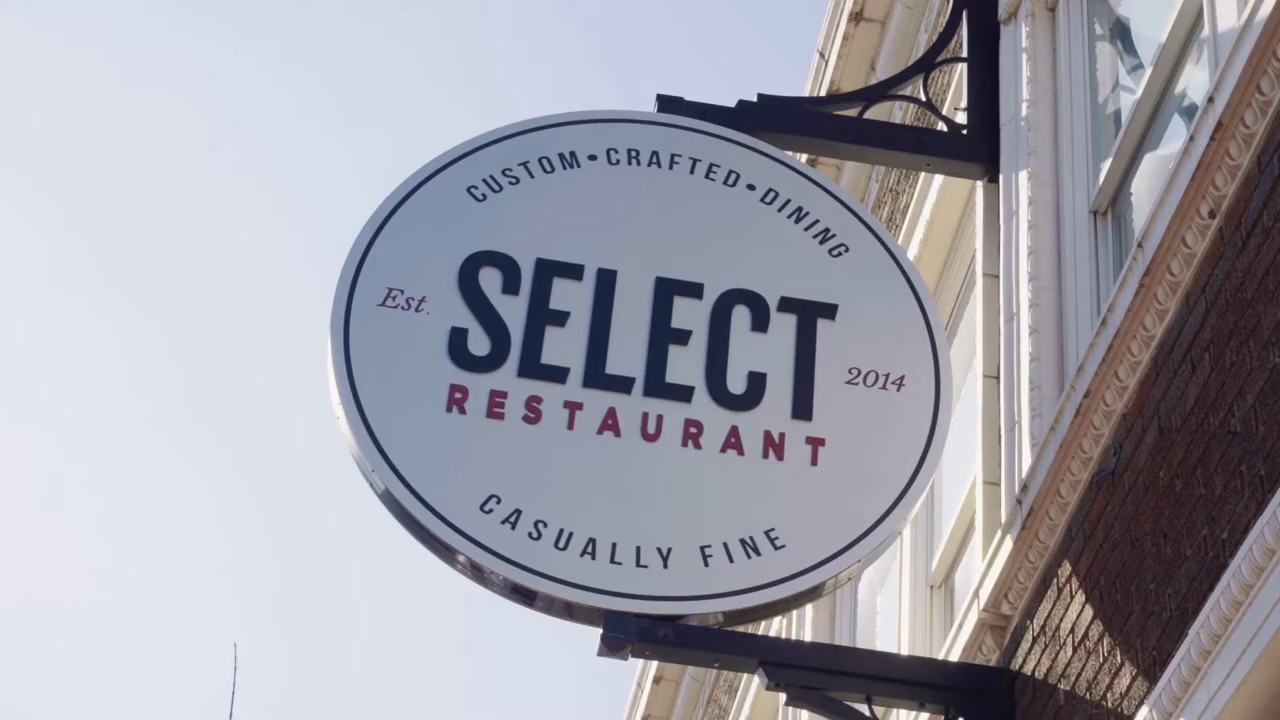 CUSTOM•CRAFTED•DINING
Est.
SELECT
2014
RESTAURANT
CASUALLY FINE